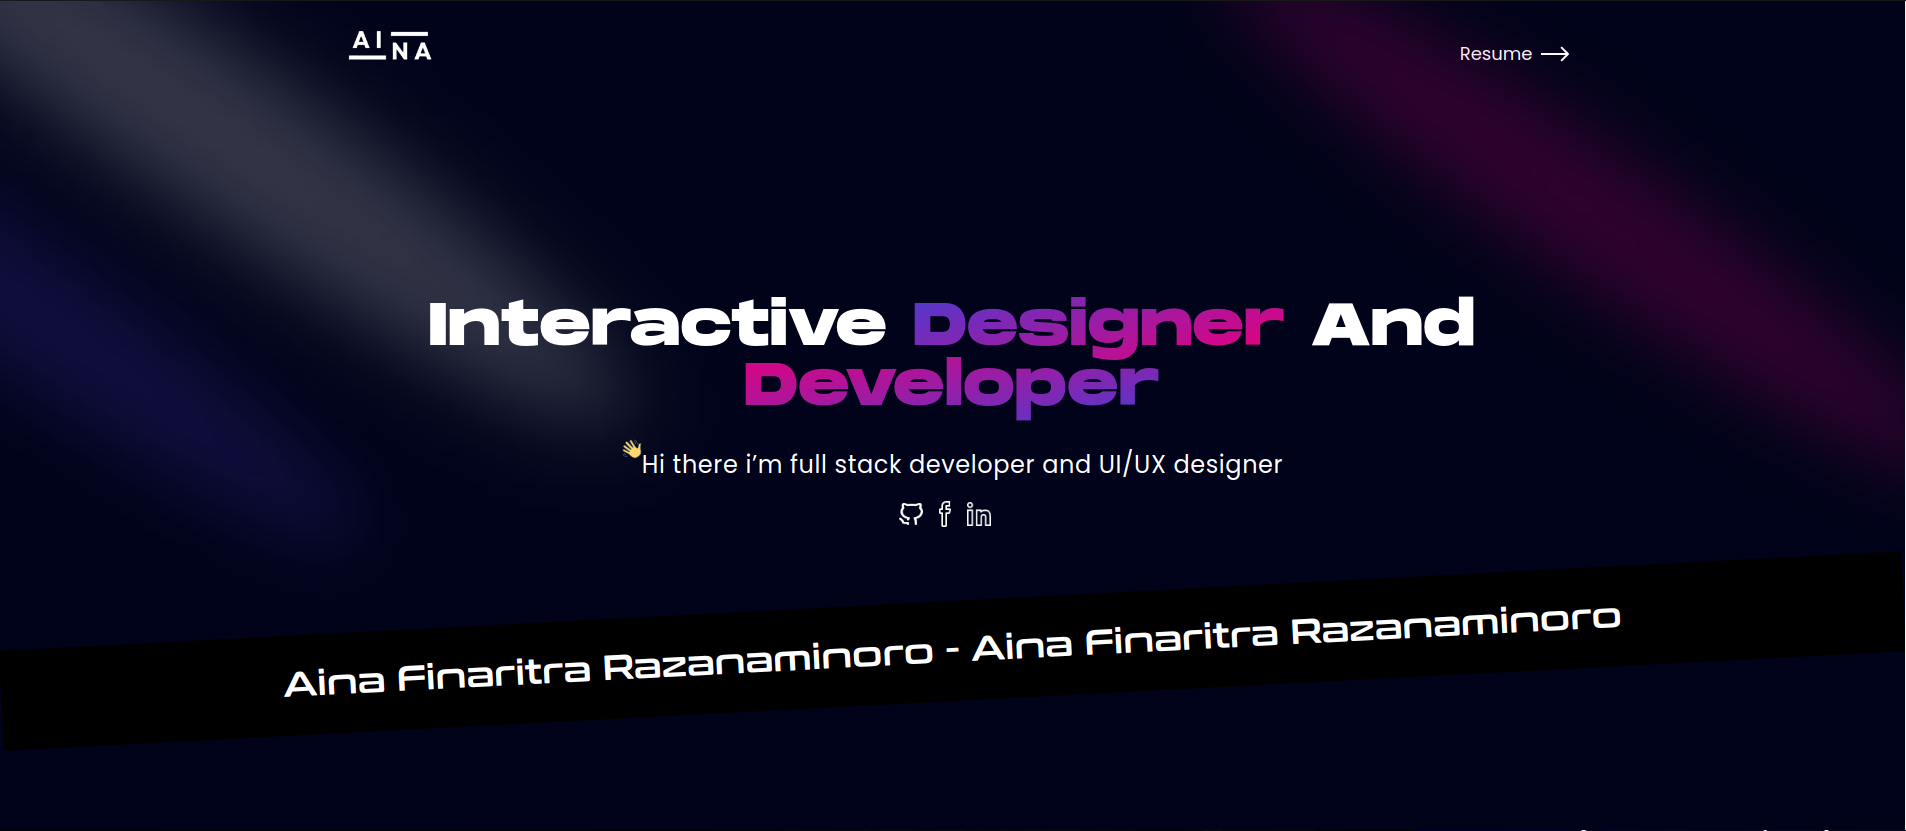 AINA
Resume
Interactive Designer And
Developer
👋Hi there i’m full stack developer and UI/UX designer
Aina Finaritra Razanaminoro - Aina Finaritra Razanaminoro